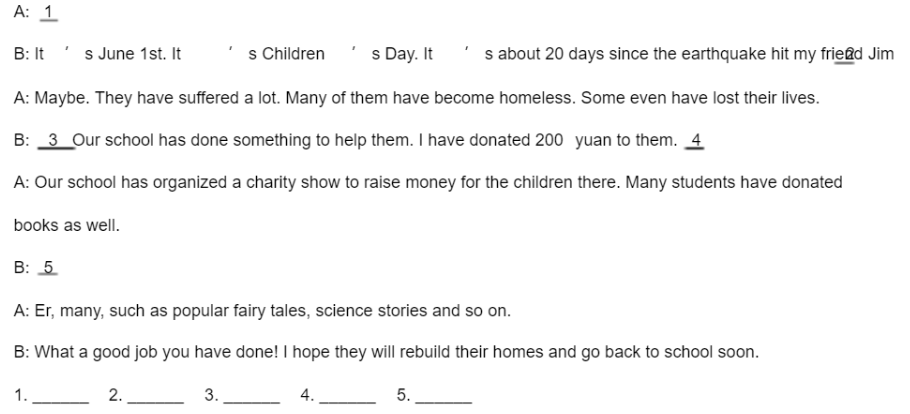 A: 1
B: It ′ s June 1st. It ′ s Children ′ s Day. It ′ s about 20 days since the earthquake hit my friend Jim 2
A: Maybe. They have suffered a lot. Many of them have become homeless. Some even have lost their lives.
B: 3 Our school has done something to help them. I have donated 200 yuan to them. 4
A: Our school has organized a charity show to raise money for the children there. Many students have donated
books as well.
B: 5
A: Er, many, such as popular fairy tales, science stories and so on.
B: What a good job you have done! I hope they will rebuild their homes and go back to school soon.
1. ______ 2. ______ 3. ______ 4. ______ 5. ______